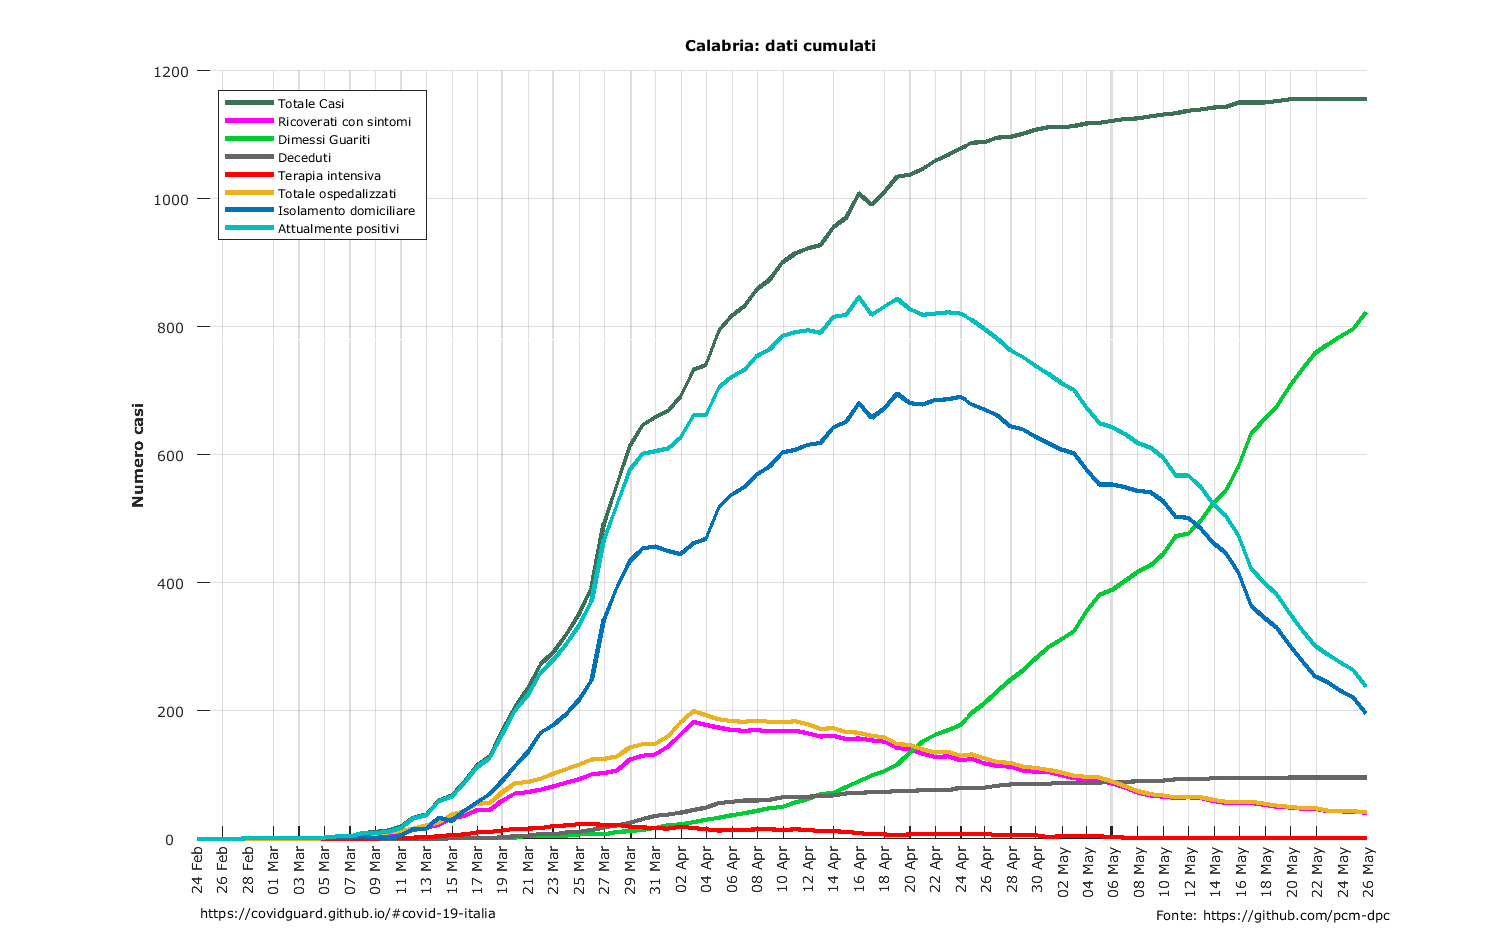 Calabria: dati cumulati
1200
1000
800
600
400
200
0
Numero casi
Totale Casi
Ricoverati con sintomi
Dimessi Guariti
Deceduti
Terapia intensiva
Totale ospedalizzati
Isolamento domiciliare
Attualmente positivi
24 Feb
26 Feb
28 Feb
01 Mar
03 Mar
05 Mar
07 Mar
09 Mar
11 Mar
13 Mar
15 Mar
17 Mar
19 Mar
21 Mar
23 Mar
25 Mar
27 Mar
29 Mar
31 Mar
02 Apr
04 Apr
06 Apr
08 Apr
10 Apr
12 Apr
14 Apr
16 Apr
18 Apr
20 Apr
22 Apr
24 Apr
26 Apr
28 Apr
30 Apr
02 May
04 May
06 May
08 May
10 May
12 May
14 May
16 May
18 May
20 May
22 May
24 May
26 May
https://covidguard.github.io/#covid-19-italia
Fonte: https://github.com/pcm-dpc